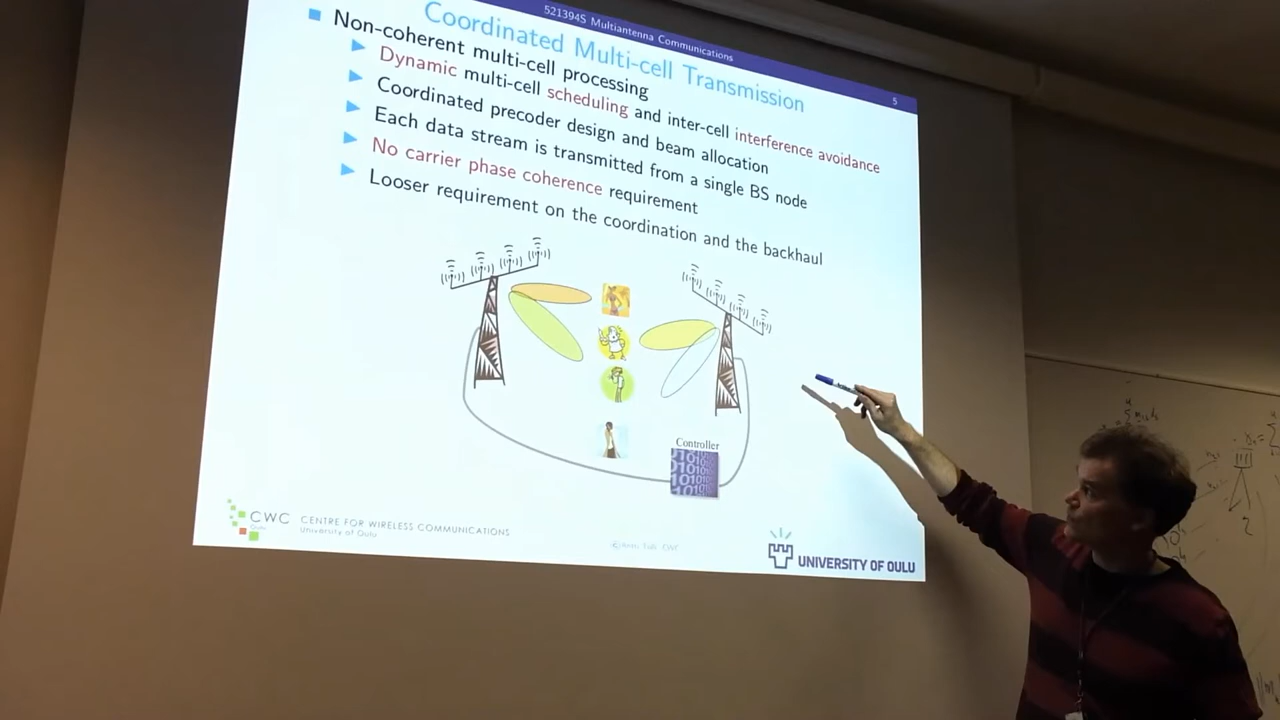 521394S Multiantenna Communications
5
Coordinated Multi-cell Transmission
Non-coherent multi-cell processing
Dynamic multi-cell scheduling and inter-cell interference avoidance
Coordinated precoder design and beam allocation
Each data stream is transmitted from a single BS node
No carrier phase coherence requirement
Looser requirement on the coordination and the backhaul
Controller
CWC
Oulu
CENTRE FOR WIRELESS COMMUNICATIONS
University of Oulu
UNIVERSITY OF OULU